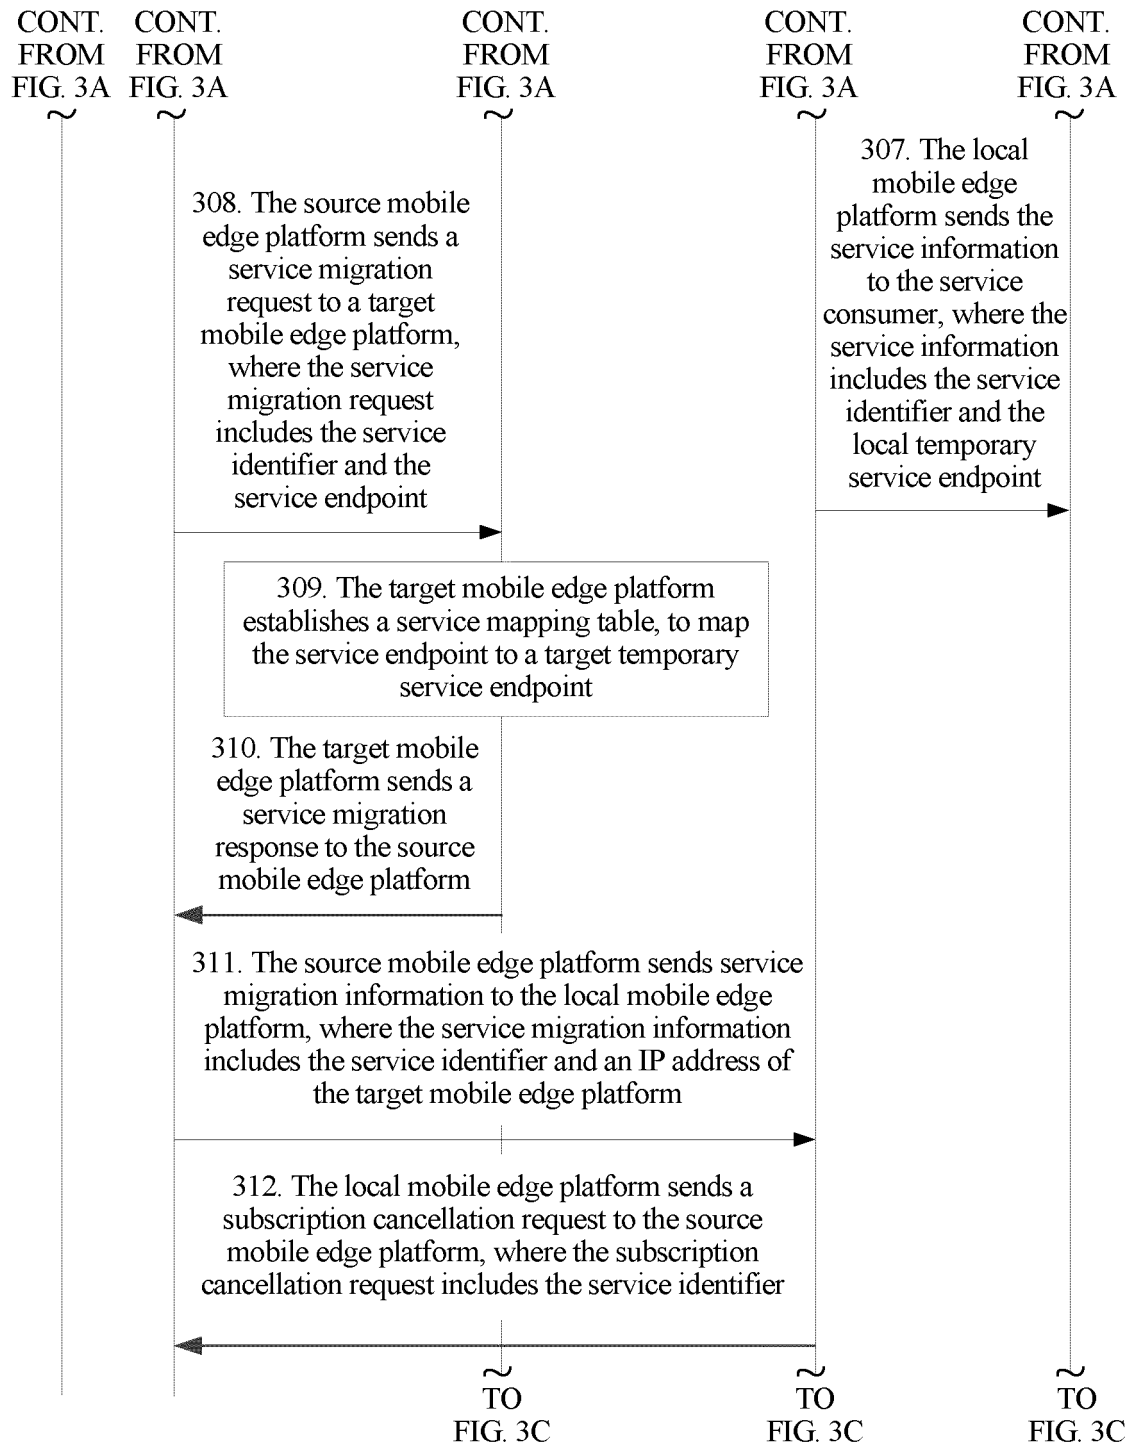 CONT. FROM FIG. 3A
CONT. FROM FIG. 3A
CONT. FROM FIG. 3A
CONT. FROM FIG. 3A
CONT. FROM FIG. 3A
307. The local
mobile edge
platform sends the
service information
to the service
consumer, where the
service information
includes the service
identifier and the
local temporary
service endpoint
308. The source mobile
edge platform sends a
service migration
request to a target
mobile edge platform,
where the service
migration request
includes the service
identifier and the
service endpoint
309. The target mobile edge platform
establishes a service mapping table, to map
the service endpoint to a target temporary
service endpoint
310. The target mobile
edge platform sends a
service migration
response to the source
mobile edge platform
311. The source mobile edge platform sends service
migration information to the local mobile edge
platform, where the service migration information
includes the service identifier and an IP address of
the target mobile edge platform
312. The local mobile edge platform sends a
subscription cancellation request to the source
mobile edge platform, where the subscription
cancellation request includes the service identifier
TO
FIG. 3C
TO
FIG. 3C
TO
FIG. 3C